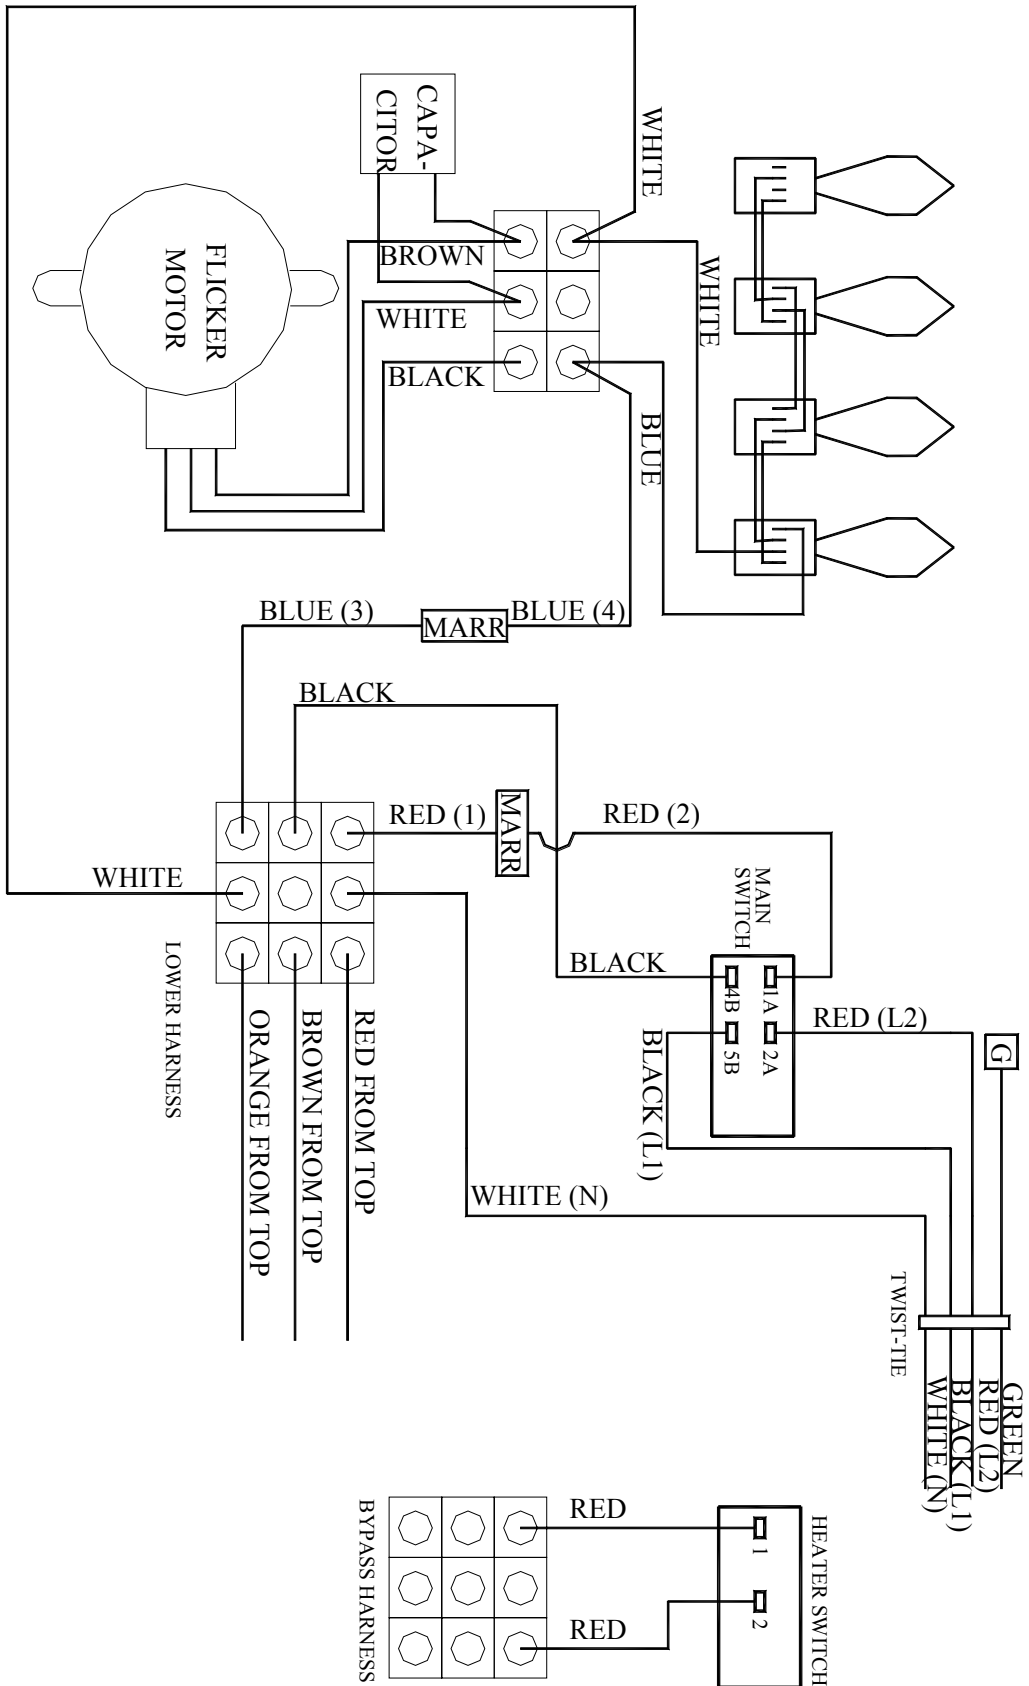 CAPA-
CITOR
WHITE
BROWN
WHITE
WHITE
FLICKER
MOTOR
BLACK
BLUE
BLUE (3)
MARR
BLUE (4)
BLACK
RED (1)
MARR
RED (2)
WHITE
MAIN
SWITCH
LOWER HARNESS
BLACK
1A
4B
2A
5B
RED (L2)
G
BLACK (L1)
RED FROM TOP
BROWN FROM TOP
ORANGE FROM TOP
WHITE (N)
TWIST-TIE
GREEN
RED (L2)
BLACK (L1)
WHITE (N)
BYPASS HARNESS
RED
RED
1
2
HEATER SWITCH